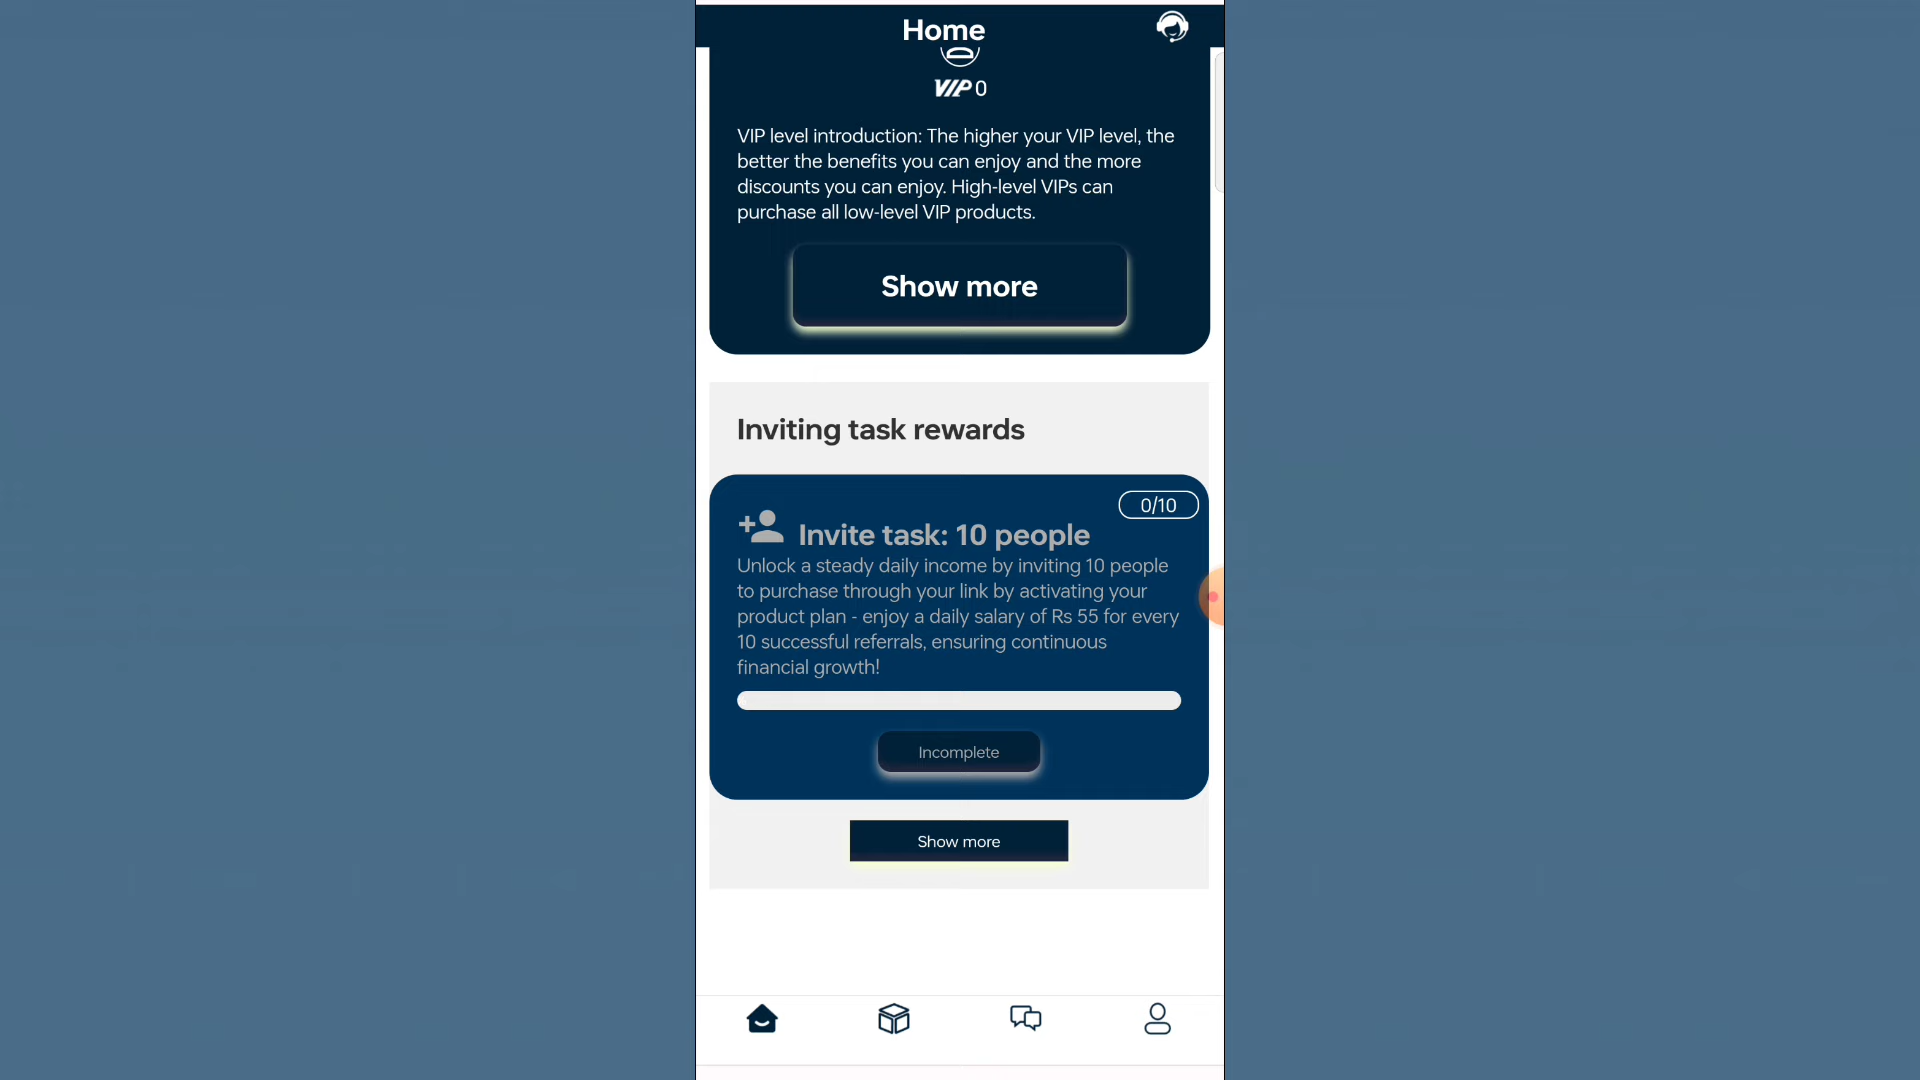 Home
VIP 0
VIP level introduction: The higher your VIP level, the
better the benefits you can enjoy and the more
discounts you can enjoy. High-level VIPs can
purchase all low-level VIP products.
Show more
Inviting task rewards
0/10
Invite task: 10 people
Unlock a steady daily income by inviting 10 people
to purchase through your link by activating your
product plan - enjoy a daily salary of Rs 55 for every
10 successful referrals, ensuring continuous
financial growth!
Incomplete
Show more